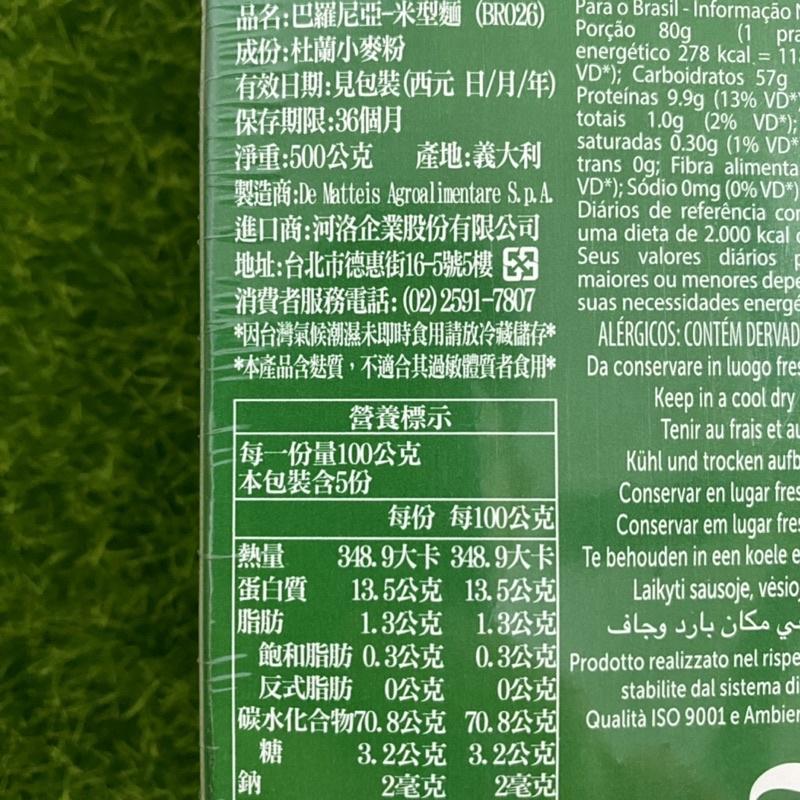 品名:巴羅尼亞-米型麵 (BR026)
成份:杜蘭小麥粉
有效日期:見包裝(西元 日/月/年)
保存期限:36個月
淨重:500公克 產地:義大利
製造商:De Matteis Agroalimentare S.p.A.
進口商:河洛企業股份有限公司
地址:台北市德惠街16-5號5樓
消費者服務電話:(02)2591-7807
*因台灣氣候潮濕未即時食用請放冷藏儲存*
*本產品含麩質，不適合其過敏體質者食用*
營養標示
每一份量100公克
本包裝含5份
每份 每100公克
熱量 348.9大卡 348.9大卡
蛋白質 13.5公克 13.5公克
脂肪 1.3公克 1.3公克
飽和脂肪 0.3公克 0.3公克
反式脂肪 0公克 0公克
碳水化合物70.8公克 70.8公克
糖 3.2公克 3.2公克
鈉 2毫克 2毫克
Para o Brasil - Informação
Porção 80g (1
energético 278 kcal =
VD*); Carboidratos 57g
Proteínas 9.9g (13% VD*
totais 1.0g (2% VD*);
saturadas 0.30g (1% VD*
trans 0g; Fibra
VD*); Sódio 0mg (0% VD*)
Diários de referência
uma dieta de 2.000 kcal
Seus valores diários
maiores ou menores
suas necessidades
ALÉRGICOS: CONTÉM
Da conservare in luogo
Keep in a cool dry
Tenir au frais et
Kühl und trocken
Conservar en lugar
Conservar em lugar
Te behouden in een koele
Laikyti sausoje,
في مكان بارد وجاف
Prodotto realizzato nel
stabilite dal sistema
Qualità ISO 9001 e